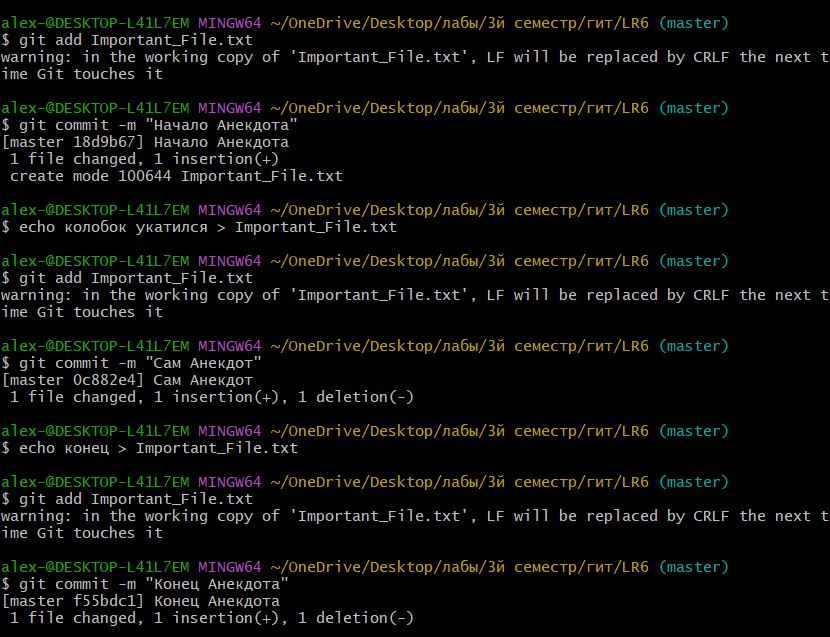 alex-@DESKTOP-L41L7EM MINGW64 ~/OneDrive/Desktop/лабы/3й семестр/гит/LR6 (master)
$ git add Important_File.txt
warning: in the working copy of 'Important_File.txt', LF will be replaced by CRLF the next t
ime Git touches it
alex-@DESKTOP-L41L7EM MINGW64 ~/OneDrive/Desktop/лабы/3й семестр/гит/LR6 (master)
$ git commit -m "Начало Анекдота"
[master 18d9b67] Начало Анекдота
1 file changed, 1 insertion(+)
create mode 100644 Important_File.txt
alex-@DESKTOP-L41L7EM MINGW64 ~/OneDrive/Desktop/лабы/3й семестр/гит/LR6 (master)
$ echo колобок укатился > Important_File.txt
alex-@DESKTOP-L41L7EM MINGW64 ~/OneDrive/Desktop/лабы/3й семестр/гит/LR6 (master)
$ git add Important_File.txt
warning: in the working copy of 'Important_File.txt', LF will be replaced by CRLF the next t
ime Git touches it
alex-@DESKTOP-L41L7EM MINGW64 ~/OneDrive/Desktop/лабы/3й семестр/гит/LR6 (master)
$ git commit -m "Сам Анекдот"
[master 0c882e4] Сам Анекдот
1 file changed, 1 insertion(+), 1 deletion(-)
alex-@DESKTOP-L41L7EM MINGW64 ~/OneDrive/Desktop/лабы/3й семестр/гит/LR6 (master)
$ echo конец > Important_File.txt
alex-@DESKTOP-L41L7EM MINGW64 ~/OneDrive/Desktop/лабы/3й семестр/гит/LR6 (master)
$ git add Important_File.txt
warning: in the working copy of 'Important_File.txt', LF will be replaced by CRLF the next t
ime Git touches it
alex-@DESKTOP-L41L7EM MINGW64 ~/OneDrive/Desktop/лабы/3й семестр/гит/LR6 (master)
$ git commit -m "Конец Анекдота"
[master f55bdc1] Конец Анекдота
1 file changed, 1 insertion(+), 1 deletion(-)